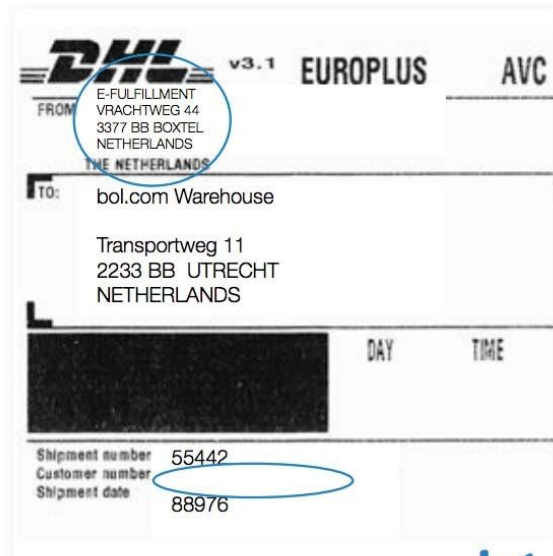 DHL v3.1 EUROPLUS AVC
FROM
E-FULFILLMENT
VRACHTWEG 44
3377 BB BOXTEL
NETHERLANDS
THE NETHERLANDS
TO:
bol.com Warehouse
Transportweg 11
2233 BB UTRECHT
NETHERLANDS
DAY TIME
Shipment number 55442
Customer number
Shipment date
88976